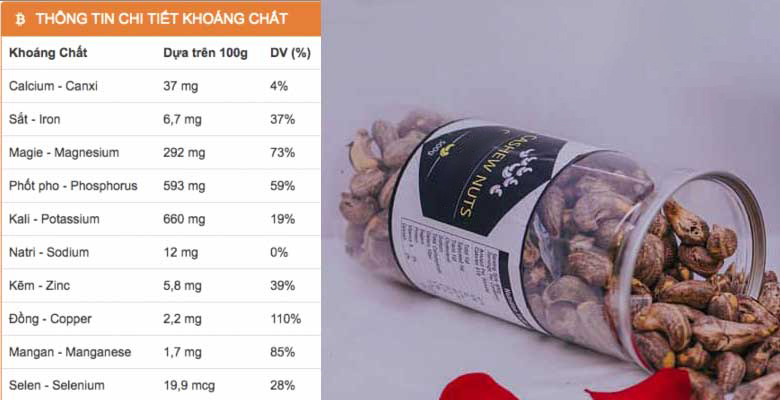 THÔNG TIN CHI TIẾT KHOÁNG CHẤT
Khoáng Chất Dựa trên 100g DV (%)
Calcium - Canxi 37 mg 4%
Sắt - Iron 6,7 mg 37%
Magie - Magnesium 292 mg 73%
Phốt pho - Phosphorus 593 mg 59%
Kali - Potassium 660 mg 19%
Natri - Sodium 12 mg 0%
Kẽm - Zinc 5,8 mg 39%
Đồng - Copper 2,2 mg 110%
Mangan - Manganese 1,7 mg 85%
Selen - Selenium 19,9 mcg 28%
CASHEW NUTS
500g